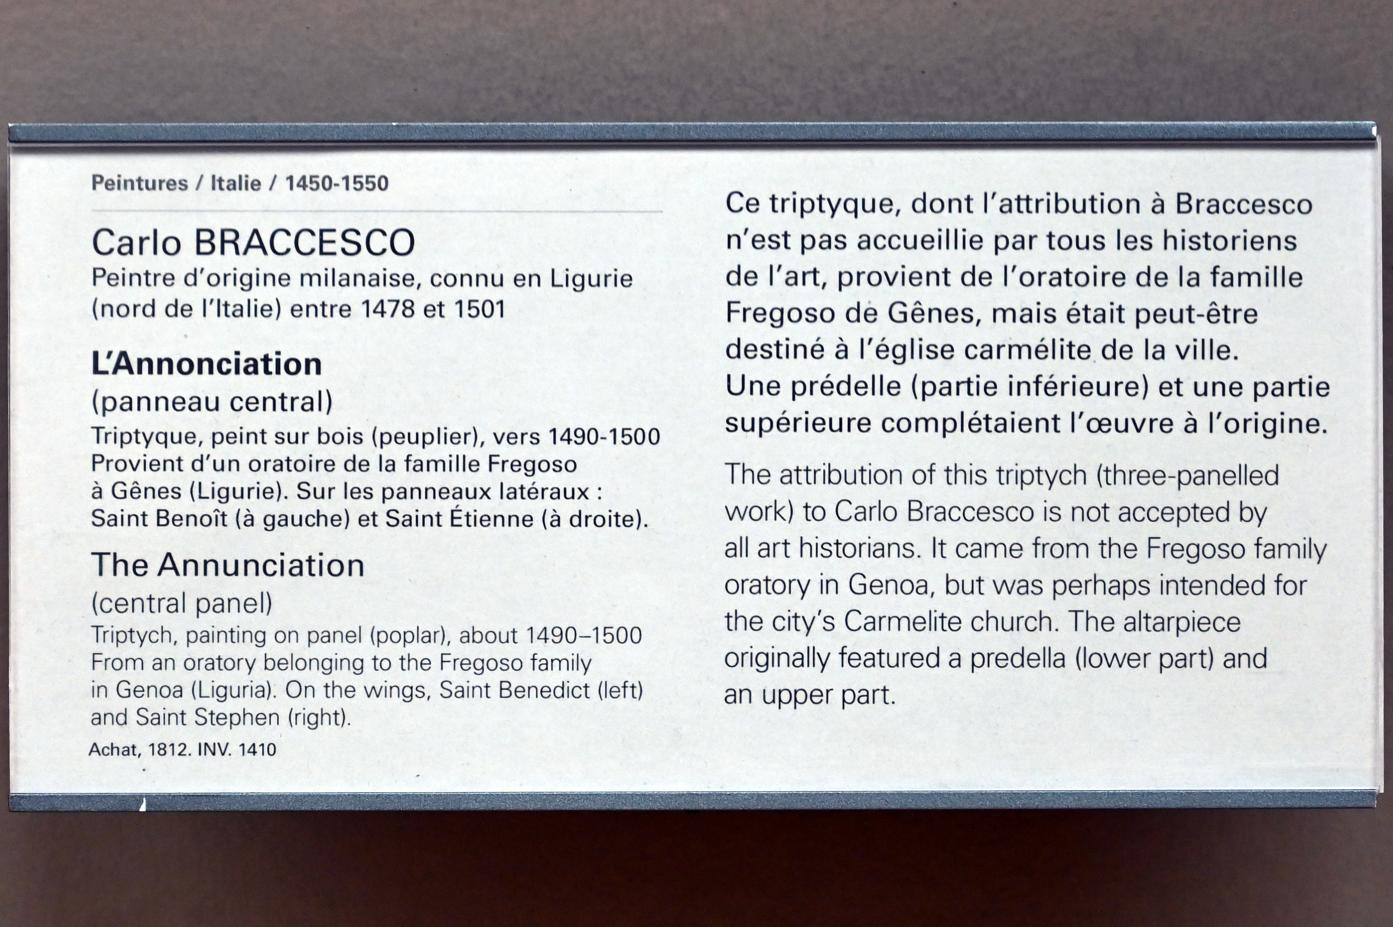 Peintures / Italie / 1450-1550
Carlo BRACCESCO
Peintre d'origine milanaise, connu en Ligurie
(nord de l'Italie) entre 1478 et 1501
L'Annonciation
(panneau central)
Triptyque, peint sur bois (peuplier), vers 1490-1500
Provient d'un oratoire de la famille Fregoso
à Gênes (Ligurie). Sur les panneaux latéraux :
Saint Benoît (à gauche) et Saint Étienne (à droite).
The Annunciation
(central panel)
Triptych, painting on panel (poplar), about 1490–1500
From an oratory belonging to the Fregoso family
in Genoa (Liguria). On the wings, Saint Benedict (left)
and Saint Stephen (right).
Achat, 1812. INV. 1410
Ce triptyque, dont l'attribution à Braccesco
n'est pas accueillie par tous les historiens
de l'art, provient de l'oratoire de la famille
Fregoso de Gênes, mais était peut-être
destiné à l'église carmélite de la ville.
Une prédelle (partie inférieure) et une partie
supérieure complétaient l'œuvre à l'origine.
The attribution of this triptych (three-panelled
work) to Carlo Braccesco is not accepted by
all art historians. It came from the Fregoso family
oratory in Genoa, but was perhaps intended for
the city's Carmelite church. The altarpiece
originally featured a predella (lower part) and
an upper part.